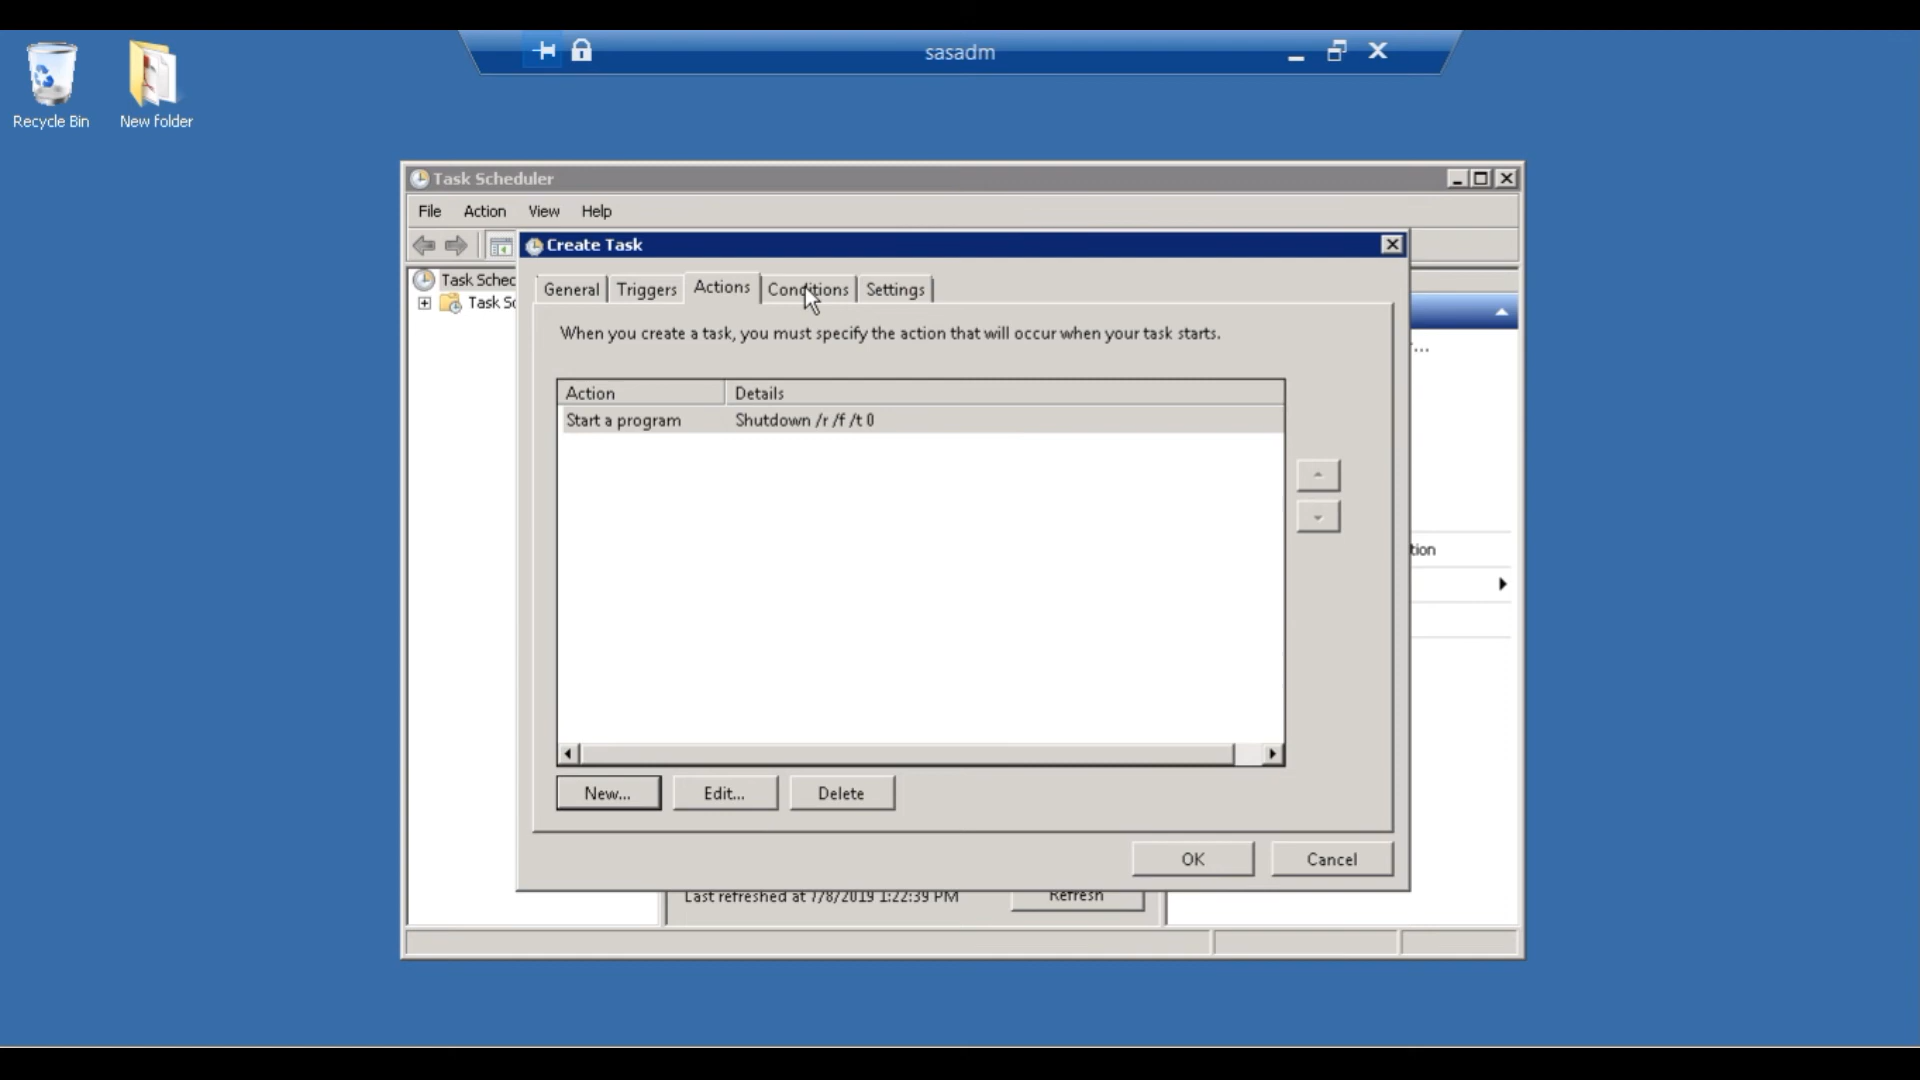 sasadm
Recycle Bin
New folder
Task Scheduler
File Action View Help
Create Task
Task Sched
Task Sc
General Triggers Actions Conditions Settings
When you create a task, you must specify the action that will occur when your task starts.
...
Action Details
Start a program Shutdown /r /f /t 0
tion
New... Edit... Delete
OK Cancel
Last refreshed at 7/8/2019 1:22:39 PM Refresh